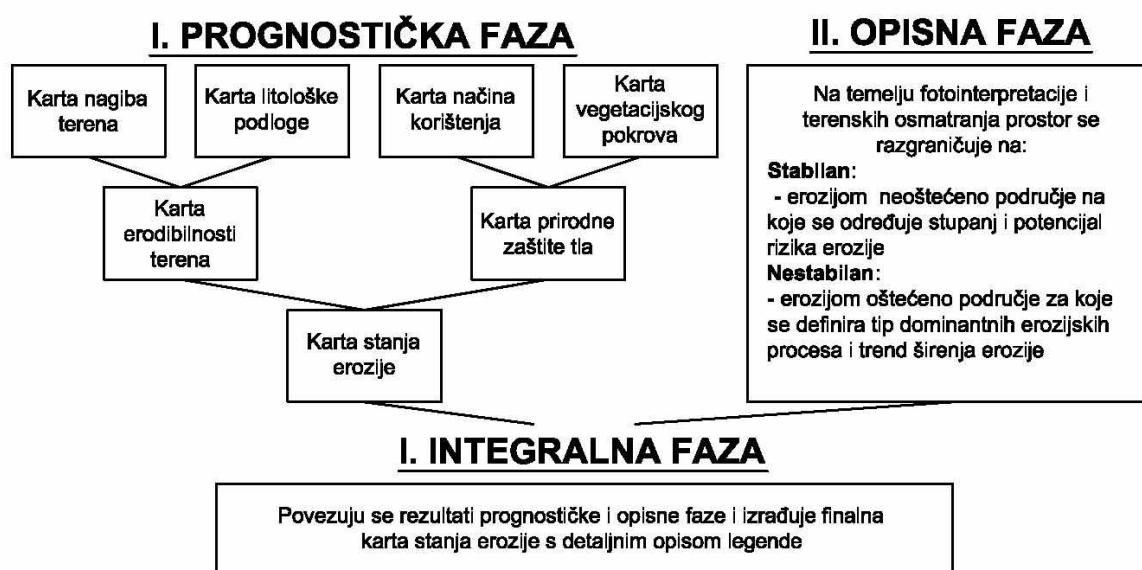 I. PROGNOSTIČKA FAZA
Karta nagiba
terena
Karta litološke
podloge
Karta načina
korištenja
Karta
vegetacijskog
pokrova
Karta
erodibilnosti
terena
Karta prirodne
zaštite tla
Karta stanja
erozije
II. OPISNA FAZA
Na temelju fotointerpretacije i
terenskih osmatranja prostor se
razgraničuje na:
Stabilan:
- erozijom neoštećeno područje na
koje se određuje stupanj i potencijal
rizika erozije
Nestabilan:
- erozijom oštećeno područje za koje
se definira tip dominantnih erozijskih
procesa i trend širenja erozije
I. INTEGRALNA FAZA
Povezuju se rezultati prognostičke i opisne faze i izrađuje finalna
karta stanja erozije s detaljnim opisom legende